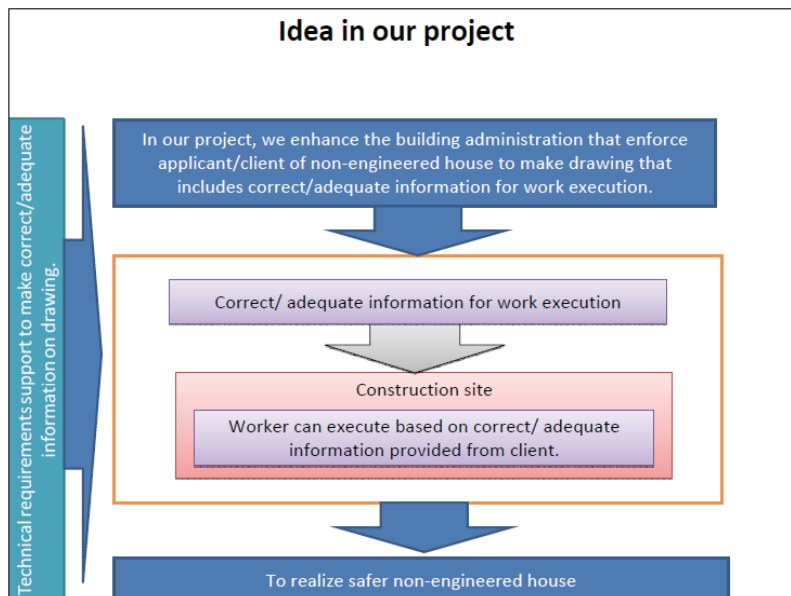 Idea in our project
Technical requirements support to make correct/adequate
information on drawing.
In our project, we enhance the building administration that enforce
applicant/client of non-engineered house to make drawing that
includes correct/adequate information for work execution.
Correct/ adequate information for work execution
Construction site
Worker can execute based on correct/ adequate
information provided from client.
To realize safer non-engineered house